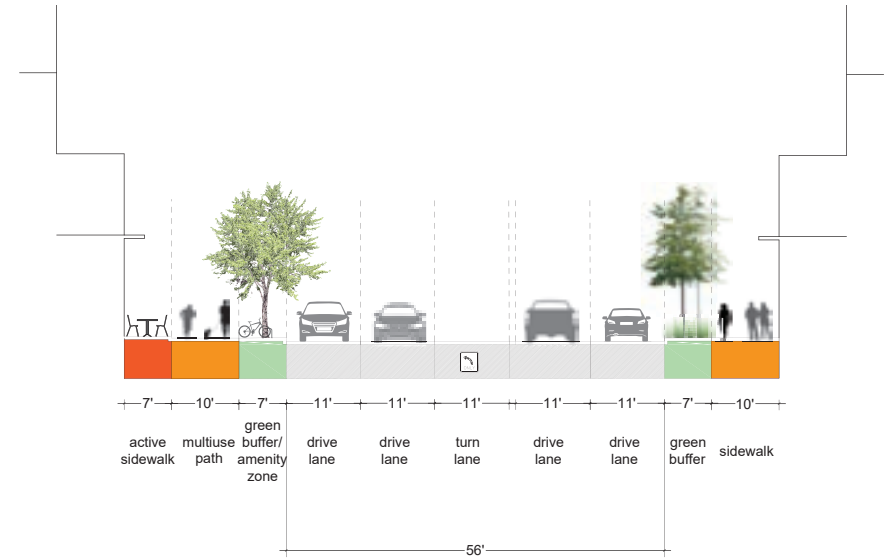 7' 10' 7' 11' 11' 11' 11' 11' 7' 10'
active
sidewalk
multiuse
path
green
buffer/
amenity
zone
drive
lane
drive
lane
turn
lane
drive
lane
drive
lane
green
buffer
sidewalk
56'